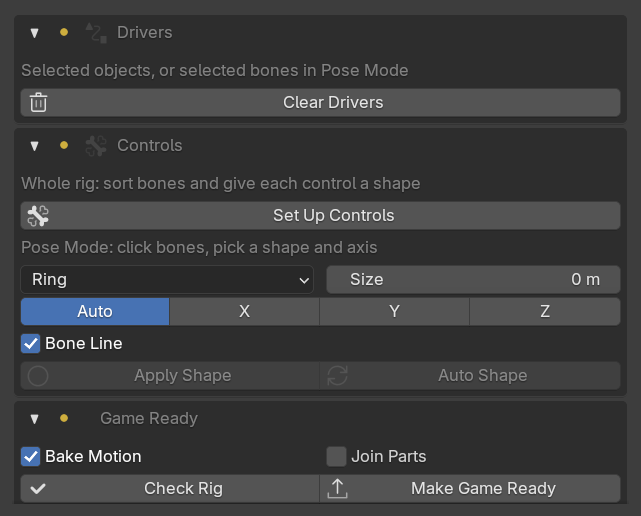 Drivers
Selected objects, or selected bones in Pose Mode
Clear Drivers
Controls
Whole rig: sort bones and give each control a shape
Set Up Controls
Pose Mode: click bones, pick a shape and axis
Ring Size 0 m
Auto X Y Z
Bone Line
Apply Shape Auto Shape
Game Ready
Bake Motion Join Parts
Check Rig Make Game Ready